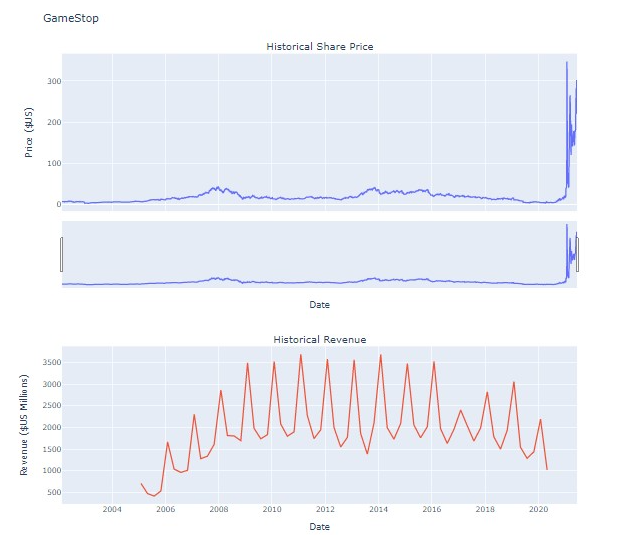 GameStop
Historical Share Price
Price ($US)
300
200
100
0
Date
Historical Revenue
Revenue ($US Millions)
3500
3000
2500
2000
1500
1000
500
2004 2006 2008 2010 2012 2014 2016 2018 2020
Date